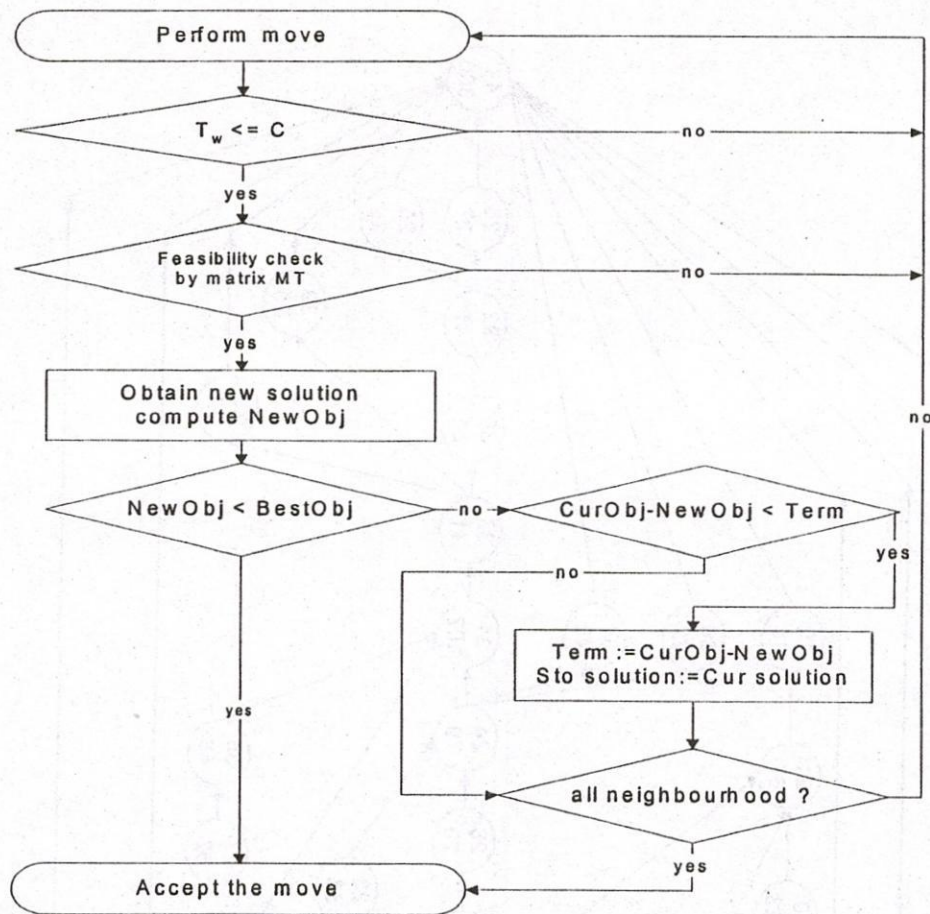 Perform move
T_w <= C
no
yes
Feasibility check
by matrix MT
no
yes
Obtain new solution
compute NewObj
no
NewObj < BestObj
no
CurObj-NewObj < Term
yes
no
Term :=CurObj-NewObj
Sto solution:=Cur solution
yes
all neighbourhood ?
yes
Accept the move